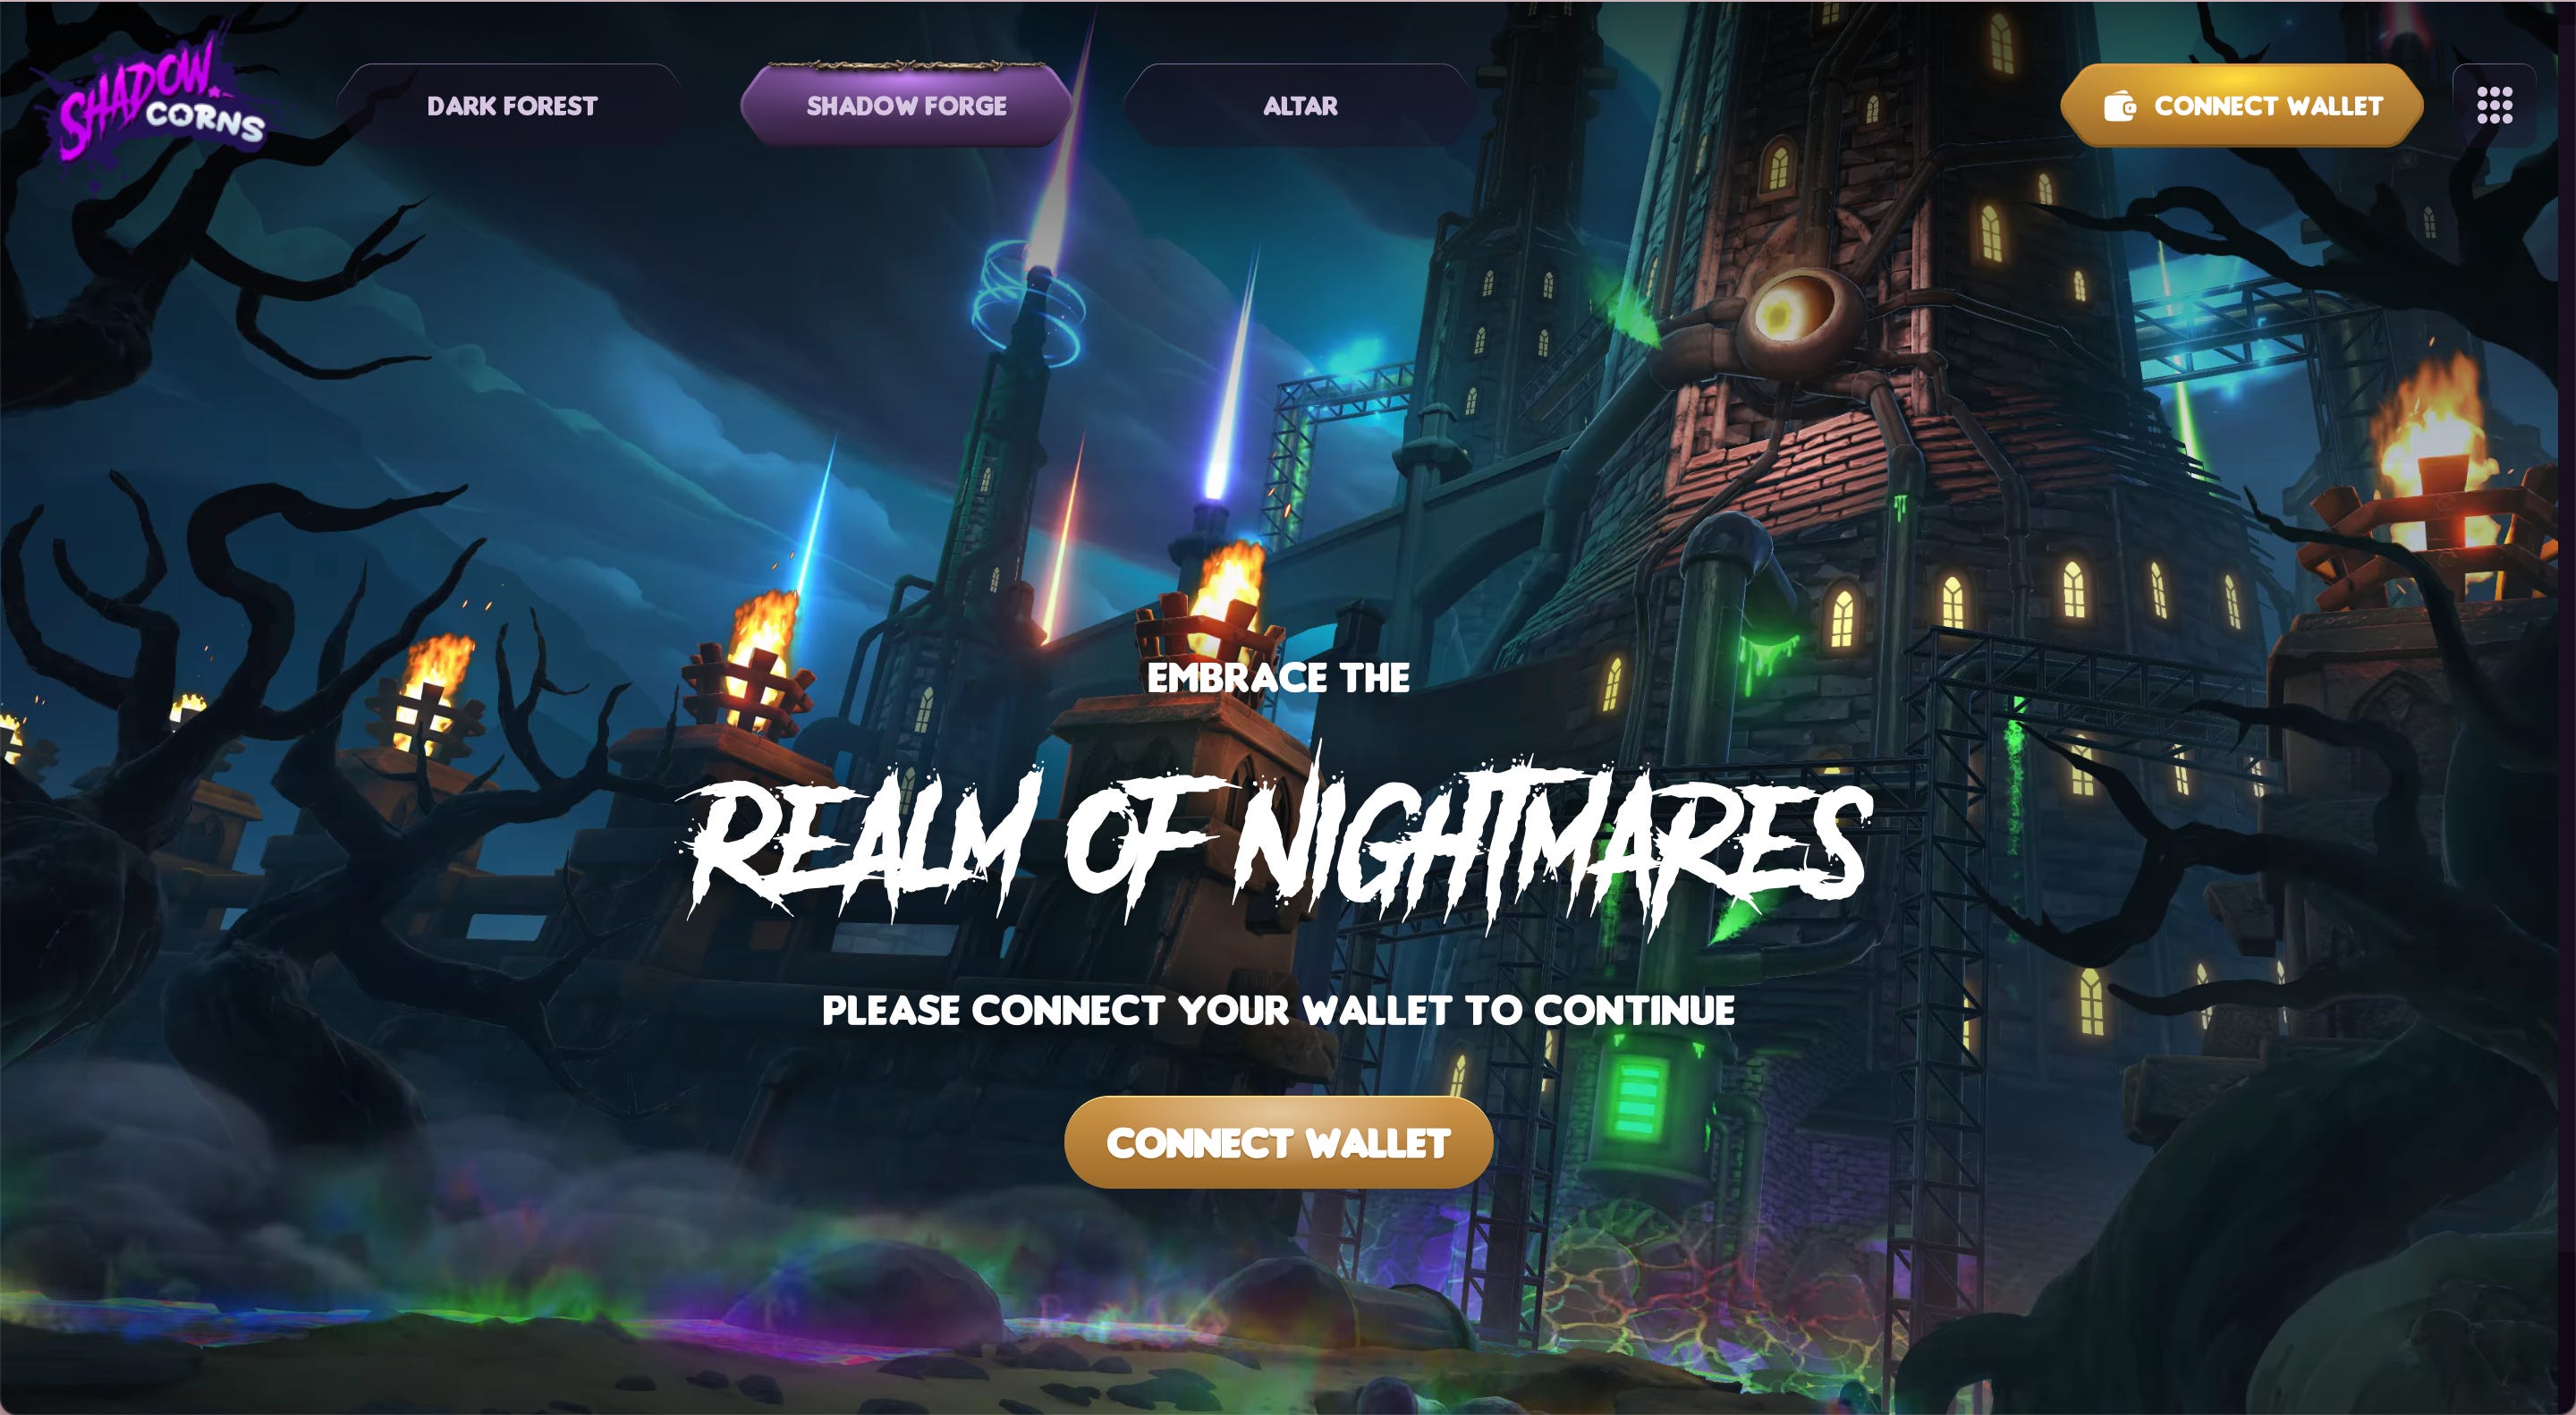 SHADOW
CORNS
DARK FOREST
SHADOW FORGE
ALTAR
CONNECT WALLET
EMBRACE THE
REALM OF NIGHTMARES
PLEASE CONNECT YOUR WALLET TO CONTINUE
CONNECT WALLET